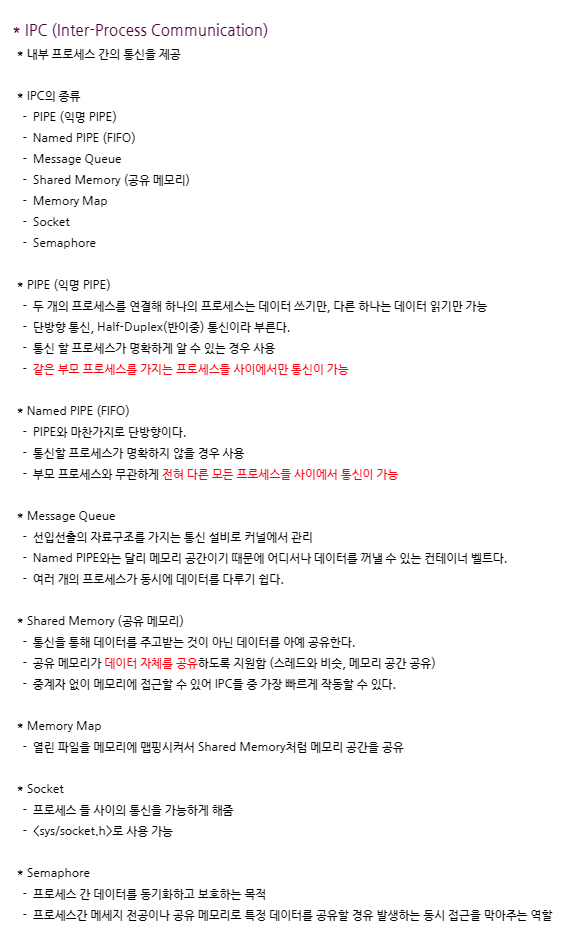 * IPC (Inter-Process Communication)
* 내부 프로세스 간의 통신을 제공
* IPC의 종류
- PIPE (익명 PIPE)
- Named PIPE (FIFO)
- Message Queue
- Shared Memory (공유 메모리)
- Memory Map
- Socket
- Semaphore
* PIPE (익명 PIPE)
- 두 개의 프로세스를 연결해 하나의 프로세스는 데이터 쓰기만, 다른 하나는 데이터 읽기만 가능
- 단방향 통신, Half-Duplex(반이중) 통신이라 부른다.
- 통신 할 프로세스가 명확하게 알 수 있는 경우 사용
- 같은 부모 프로세스를 가지는 프로세스들 사이에서만 통신이 가능
* Named PIPE (FIFO)
- PIPE와 마찬가지로 단방향이다.
- 통신할 프로세스가 명확하지 않을 경우 사용
- 부모 프로세스와 무관하게 전혀 다른 모든 프로세스들 사이에서 통신이 가능
* Message Queue
- 선입선출의 자료구조를 가지는 통신 설비로 커널에서 관리
- Named PIPE와는 달리 메모리 공간이기 때문에 어디서나 데이터를 꺼낼 수 있는 컨테이너 벨트다.
- 여러 개의 프로세스가 동시에 데이터를 다루기 쉽다.
* Shared Memory (공유 메모리)
- 통신을 통해 데이터를 주고받는 것이 아닌 데이터를 아예 공유한다.
- 공유 메모리가 데이터 자체를 공유하도록 지원함 (스레드와 비슷, 메모리 공간 공유)
- 중계자 없이 메모리에 접근할 수 있어 IPC들 중 가장 빠르게 작동할 수 있다.
* Memory Map
- 열린 파일을 메모리에 맵핑시켜서 Shared Memory처럼 메모리 공간을 공유
* Socket
- 프로세스 들 사이의 통신을 가능하게 해줌
- <sys/socket.h>로 사용 가능
* Semaphore
- 프로세스 간 데이터를 동기화하고 보호하는 목적
- 프로세스간 메세지 전공이나 공유 메모리로 특정 데이터를 공유할 경유 발생하는 동시 접근을 막아주는 역할